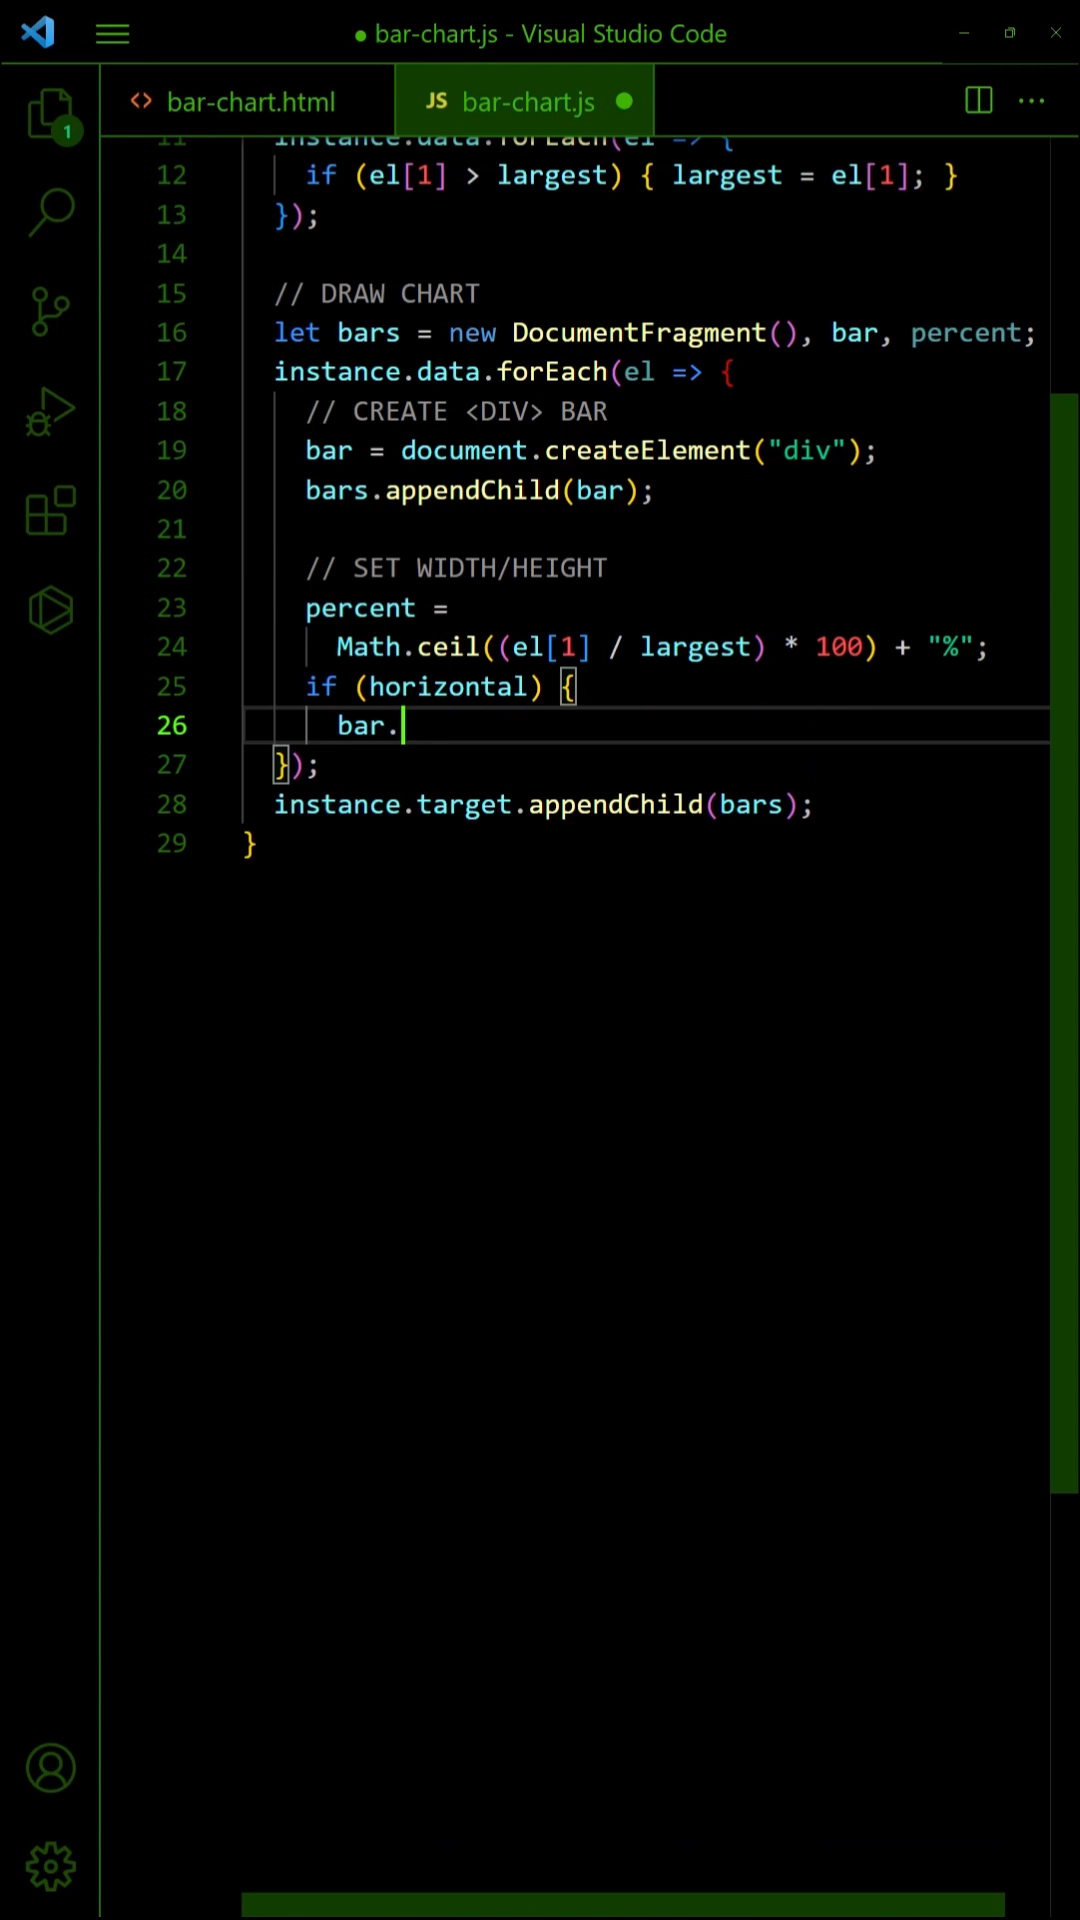 ● bar-chart.js - Visual Studio Code
<> bar-chart.html
JS bar-chart.js ●
1
11 instance.data.forEach(el => {
12 if (el[1] > largest) { largest = el[1]; }
13 });
14
15 // DRAW CHART
16 let bars = new DocumentFragment(), bar, percent;
17 instance.data.forEach(el => {
18 // CREATE <DIV> BAR
19 bar = document.createElement("div");
20 bars.appendChild(bar);
21
22 // SET WIDTH/HEIGHT
23 percent =
24 Math.ceil((el[1] / largest) * 100) + "%";
25 if (horizontal) {
26 bar.
27 });
28 instance.target.appendChild(bars);
29 }